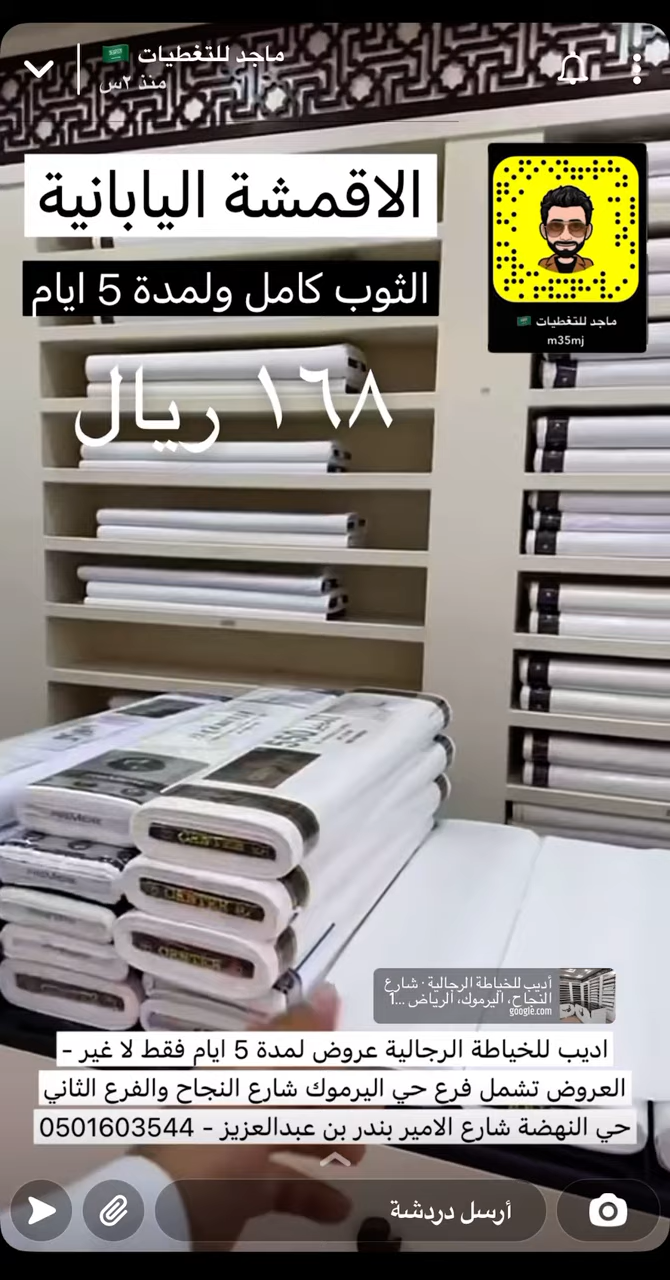 ماجد للتغطيات 🇸🇦
منذ ٢س
الاقمشة اليابانية
الثوب كامل ولمدة 5 ايام
١٦٨ ريال
ماجد للتغطيات 🇸🇦
m35mj
أديب للخياطة الرجالية · شارع
النجاح، اليرموك، الرياض ...1
google.com
اديب للخياطة الرجالية عروض لمدة 5 ايام فقط لا غير -
العروض تشمل فرع حي اليرموك شارع النجاح والفرع الثاني
حي النهضة شارع الامير بندر بن عبدالعزيز - 0501603544
أرسل دردشة